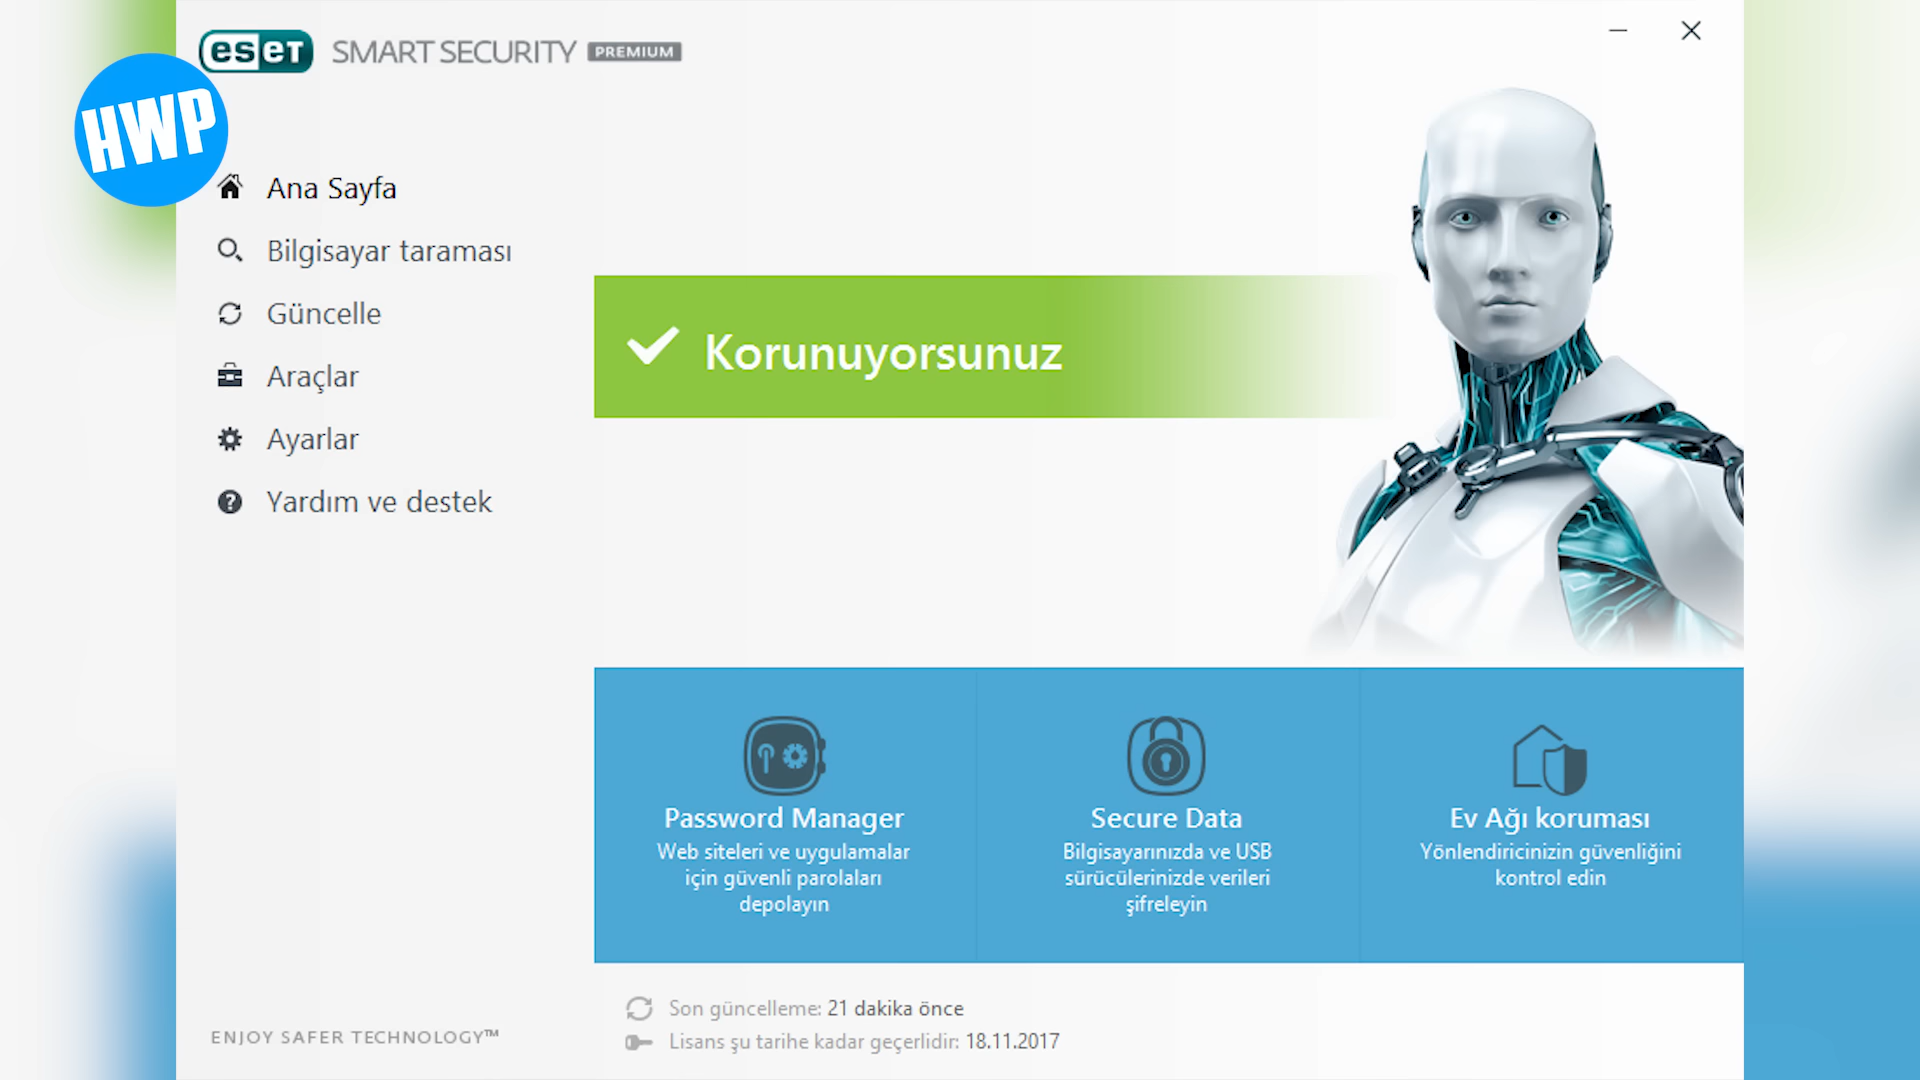 eset SMART SECURITY PREMIUM
HWP
Ana Sayfa
Bilgisayar taraması
Güncelle
Araçlar
Ayarlar
Yardım ve destek
Korunuyorsunuz
Password Manager
Web siteleri ve uygulamalar
için güvenli parolaları
depolayın
Secure Data
Bilgisayarınızda ve USB
sürücülerinizde verileri
şifreleyin
Ev Ağı koruması
Yönlendiricinizin güvenliğini
kontrol edin
Son güncelleme: 21 dakika önce
Lisans şu tarihe kadar geçerlidir: 18.11.2017
ENJOY SAFER TECHNOLOGY™